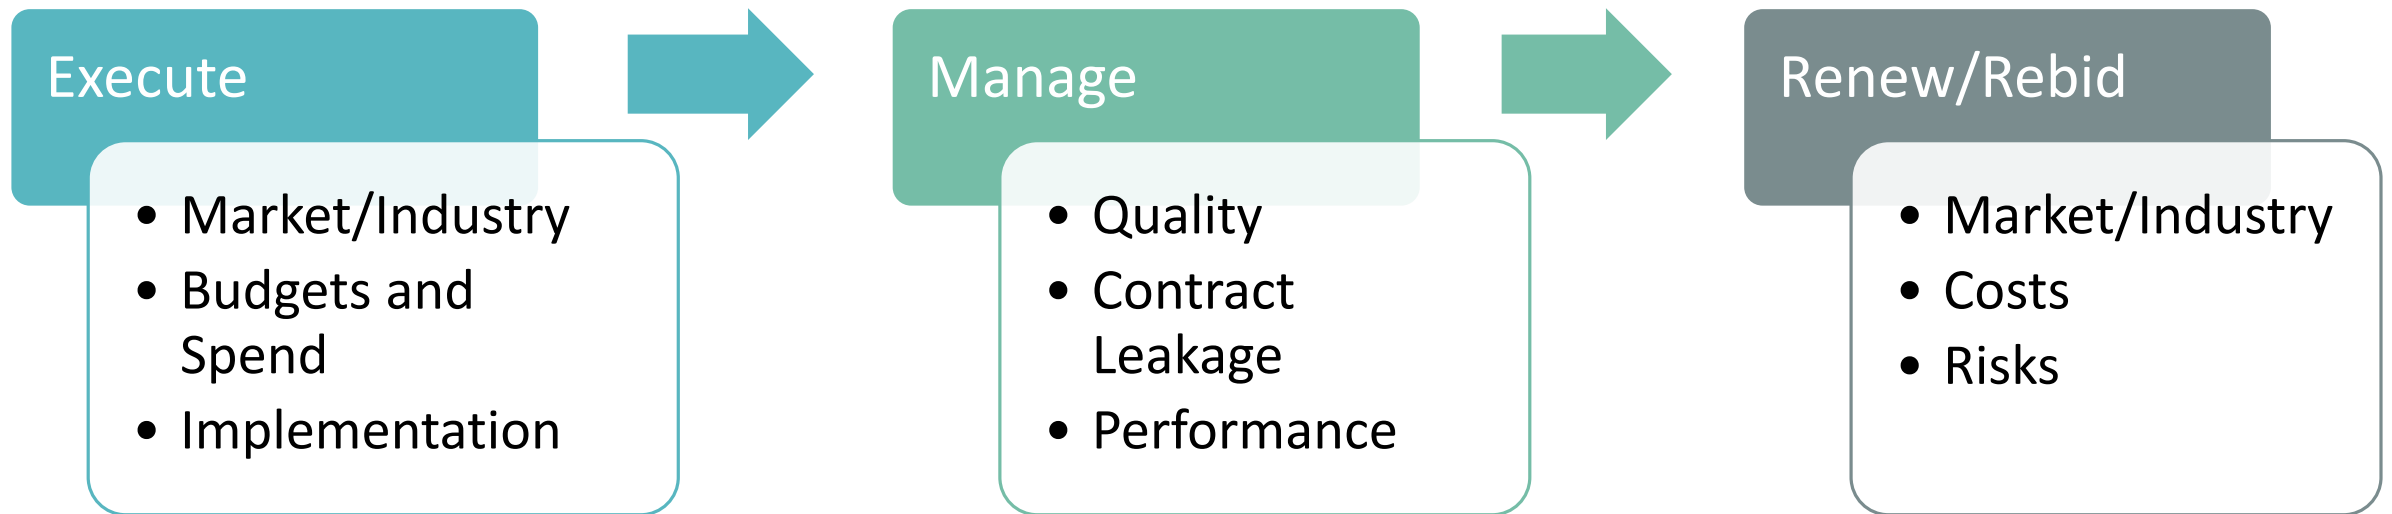 Execute
• Market/Industry
• Budgets and
Spend
• Implementation
Manage
• Quality
• Contract
Leakage
• Performance
Renew/Rebid
• Market/Industry
• Costs
• Risks